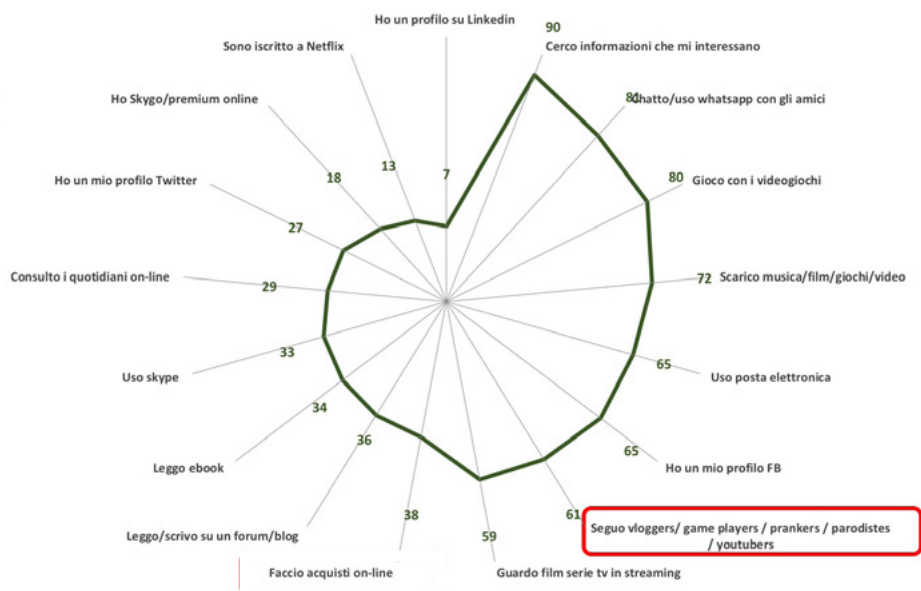 Ho un profilo su Linkedin
90
Cerco informazioni che mi interessano
81
Chatto/uso whatsapp con gli amici
80
Gioco con i videogiochi
72
Scarico musica/film/giochi/video
65
Uso posta elettronica
65
Ho un mio profilo FB
61
Seguo vloggers/ game players / prankers / parodistes
/ youtubers
59
Guardo film serie tv in streaming
38
Faccio acquisti on-line
36
Leggo/scrivo su un forum/blog
34
Leggo ebook
33
Uso skype
29
Consulto i quotidiani on-line
27
Ho un mio profilo Twitter
18
Ho Skygo/premium online
13
Sono iscritto a Netflix
7